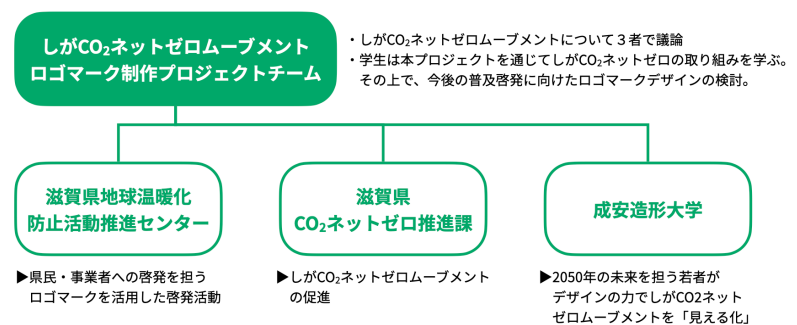 しがCO₂ネットゼロムーブメント
ロゴマーク制作プロジェクトチーム
・しがCO₂ネットゼロムーブメントについて３者で議論
・学生は本プロジェクトを通じてしがCO₂ネットゼロの取り組みを学ぶ。
その上で、今後の普及啓発に向けたロゴマークデザインの検討。
滋賀県地球温暖化
防止活動推進センター
滋賀県
CO₂ネットゼロ推進課
成安造形大学
▶県民・事業者への啓発を担う
ロゴマークを活用した啓発活動
▶しがCO₂ネットゼロムーブメント
の促進
▶2050年の未来を担う若者が
デザインの力でしがCO2ネット
ゼロムーブメントを「見える化」